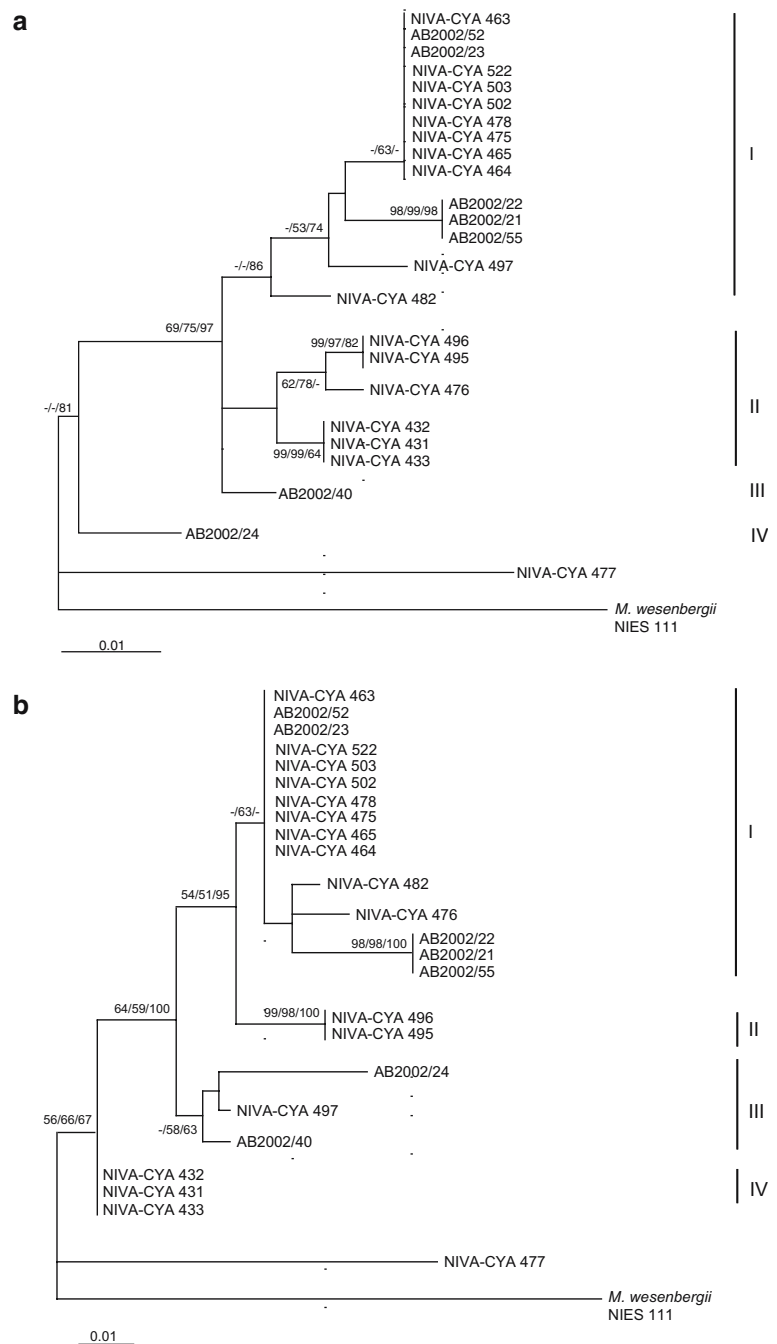 a
NIVA-CYA 463
AB2002/52
AB2002/23
NIVA-CYA 522
NIVA-CYA 503
NIVA-CYA 502
NIVA-CYA 478
NIVA-CYA 475
-/63/-
NIVA-CYA 465
NIVA-CYA 464
I
98/99/98
AB2002/22
AB2002/21
AB2002/55
-/53/74
NIVA-CYA 497
-/-/86
NIVA-CYA 482
69/75/97
99/97/82
NIVA-CYA 496
NIVA-CYA 495
62/78/-
NIVA-CYA 476
-/-/81
II
NIVA-CYA 432
NIVA-CYA 431
99/99/64
NIVA-CYA 433
AB2002/40
III
AB2002/24
IV
NIVA-CYA 477
M. wesenbergii
NIES 111
0.01
b
NIVA-CYA 463
AB2002/52
AB2002/23
NIVA-CYA 522
NIVA-CYA 503
NIVA-CYA 502
NIVA-CYA 478
-/63/-
NIVA-CYA 475
NIVA-CYA 465
NIVA-CYA 464
I
NIVA-CYA 482
54/51/95
NIVA-CYA 476
98/98/100
AB2002/22
AB2002/21
AB2002/55
64/59/100
99/98/100
NIVA-CYA 496
NIVA-CYA 495
II
AB2002/24
NIVA-CYA 497
III
56/66/67
-/58/63
AB2002/40
NIVA-CYA 432
NIVA-CYA 431
NIVA-CYA 433
IV
NIVA-CYA 477
M. wesenbergii
NIES 111
0.01